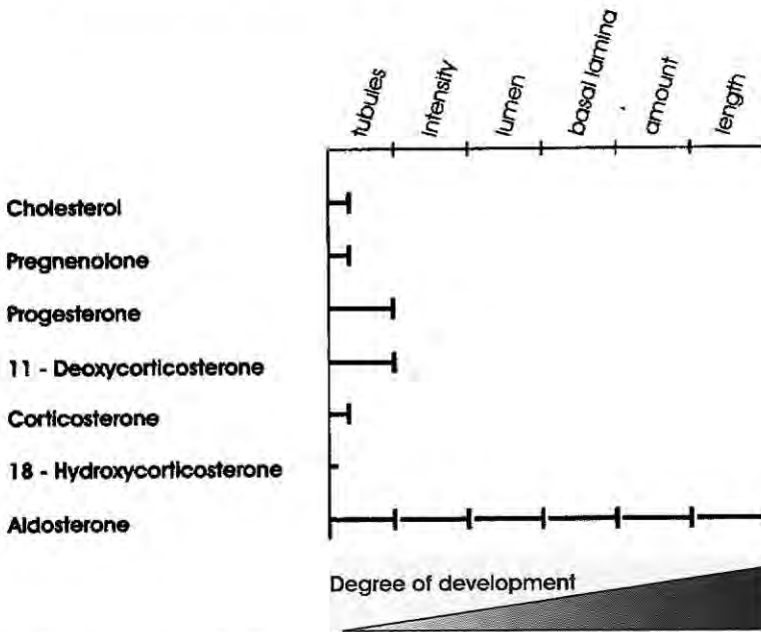 tubules
Intensity
lumen
basal lamina
amount
length
Cholesterol
Pregnenolone
Progesterone
11 - Deoxycorticosterone
Corticosterone
18 - Hydroxycorticosterone
Aldosterone
Degree of development